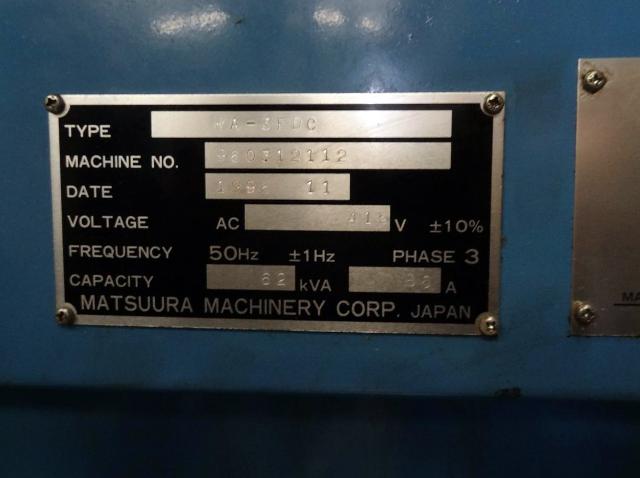 TYPE
MACHINE NO. 960312112
DATE 11
VOLTAGE AC V ±10%
FREQUENCY 50Hz ±1Hz PHASE 3
CAPACITY 62 kVA A
MATSUURA MACHINERY CORP. JAPAN